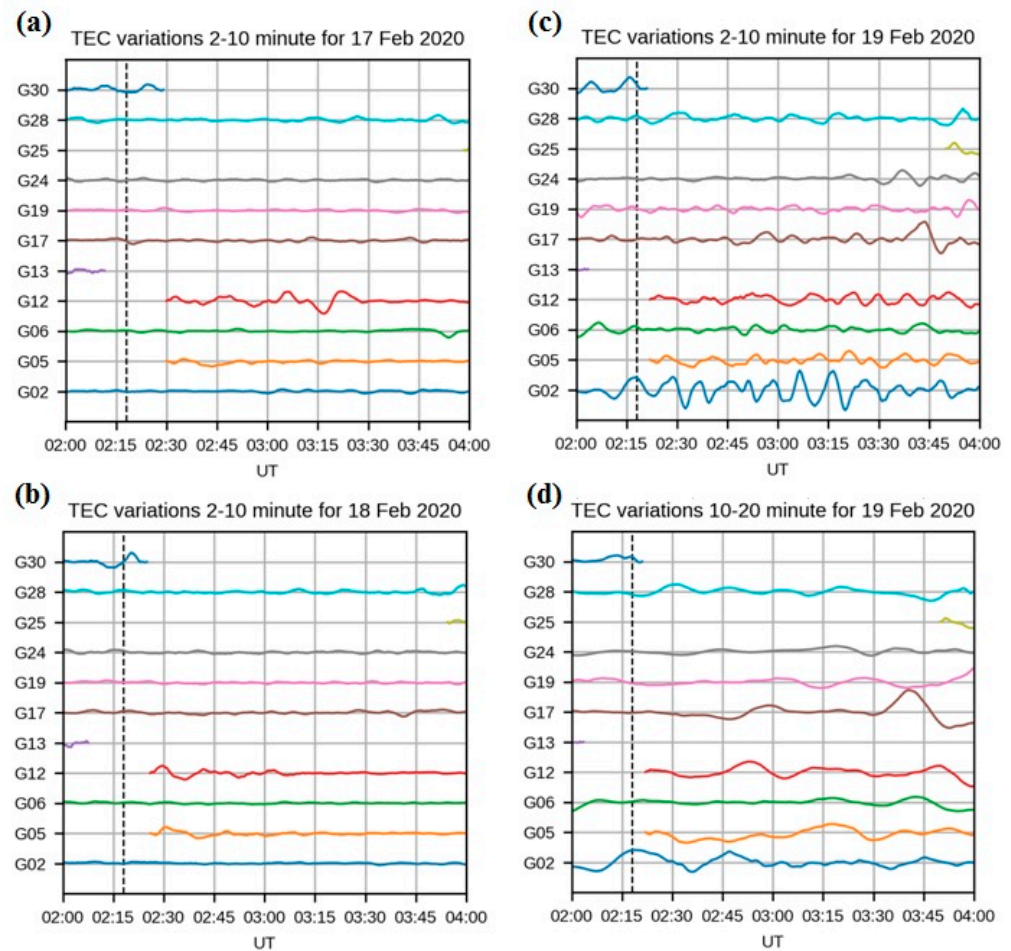 (a)
TEC variations 2-10 minute for 17 Feb 2020
G30
G28
G25
G24
G19
G17
G13
G12
G06
G05
G02
02:00 02:15 02:30 02:45 03:00 03:15 03:30 03:45 04:00
UT
(c)
TEC variations 2-10 minute for 19 Feb 2020
G30
G28
G25
G24
G19
G17
G13
G12
G06
G05
G02
02:00 02:15 02:30 02:45 03:00 03:15 03:30 03:45 04:00
UT
(b)
TEC variations 2-10 minute for 18 Feb 2020
G30
G28
G25
G24
G19
G17
G13
G12
G06
G05
G02
02:00 02:15 02:30 02:45 03:00 03:15 03:30 03:45 04:00
UT
(d)
TEC variations 10-20 minute for 19 Feb 2020
G30
G28
G25
G24
G19
G17
G13
G12
G06
G05
G02
02:00 02:15 02:30 02:45 03:00 03:15 03:30 03:45 04:00
UT